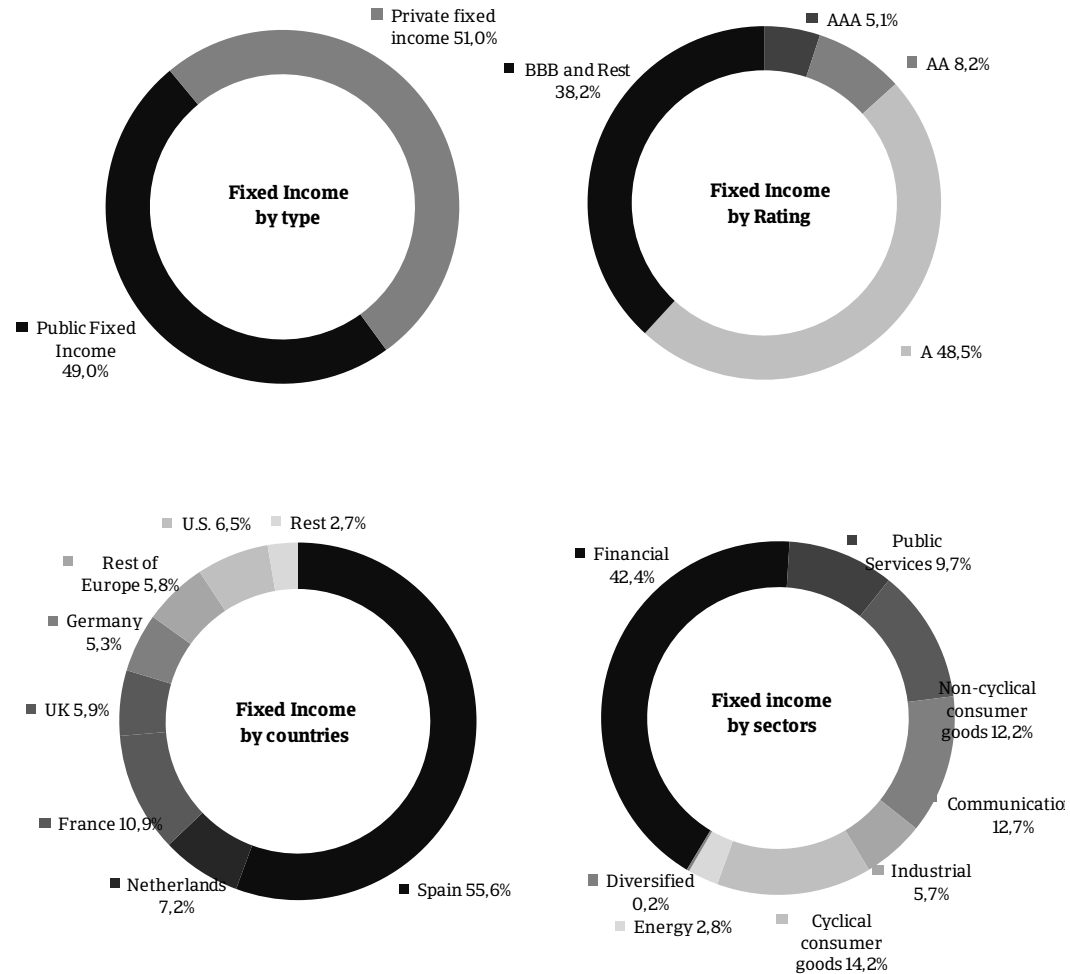 Private fixed
income 51,0%
Fixed Income
by type
Public Fixed
Income
49,0%
AAA 5,1%
AA 8,2%
BBB and Rest
38,2%
Fixed Income
by Rating
A 48,5%
U.S. 6,5%
Rest 2,7%
Rest of
Europe 5,8%
Germany
5,3%
UK 5,9%
Fixed Income
by countries
France 10,9%
Netherlands
7,2%
Spain 55,6%
Financial
42,4%
Public
Services 9,7%
Non-cyclical
consumer
goods 12,2%
Fixed income
by sectors
Communicatio
12,7%
Industrial
5,7%
Diversified
0,2%
Energy 2,8%
Cyclical
consumer
goods 14,2%